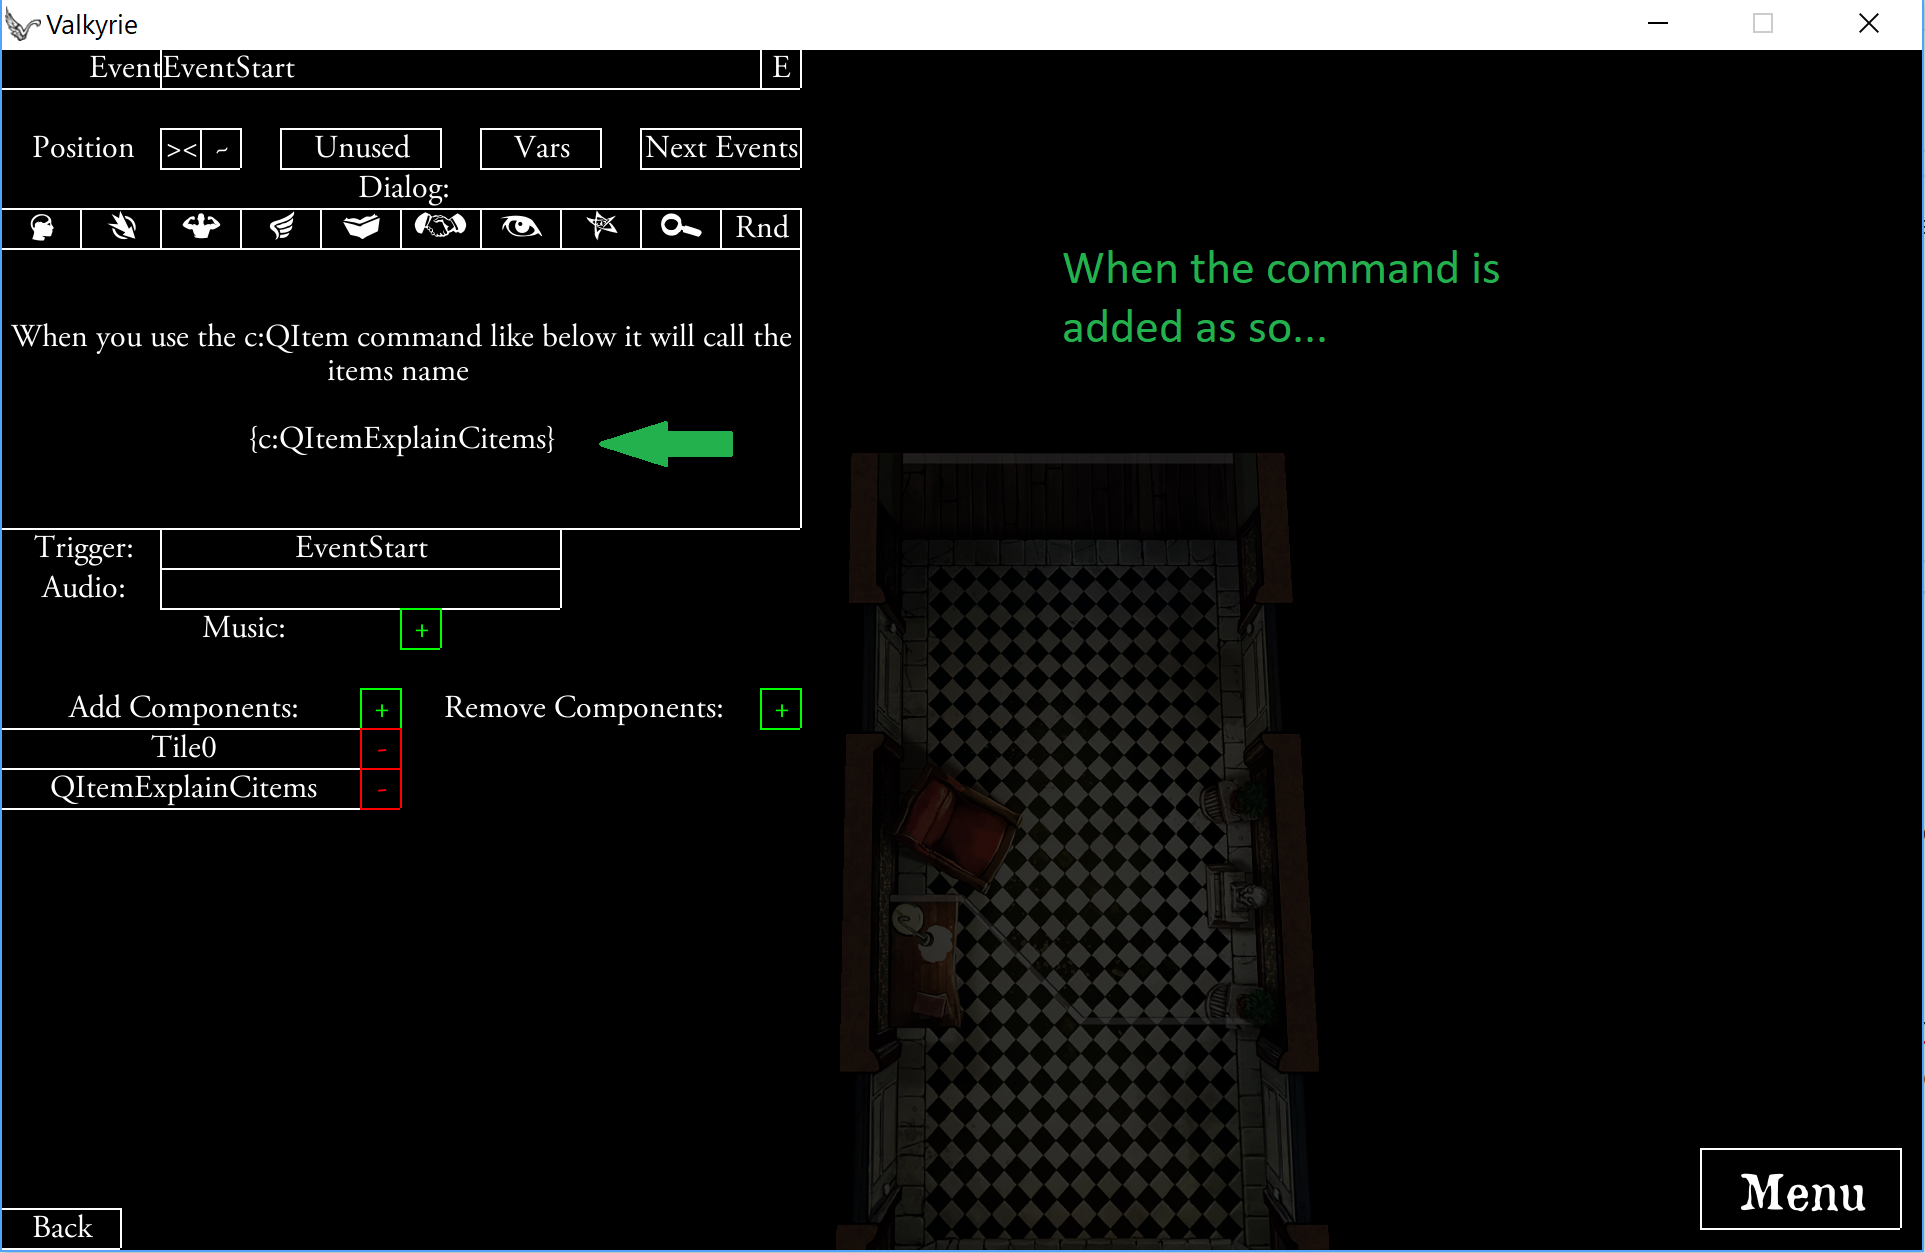 Valkyrie
Event EventStart E
Position >< ~ Unused Vars Next Events
Dialog:
Rnd
When you use the c:QItem command like below it will call the
items name
{c:QItemExplainCitems}
When the command is
added as so...
Trigger: EventStart
Audio:
Music: +
Add Components: + Remove Components: +
Tile0 -
QItemExplainCitems -
Menu
Back